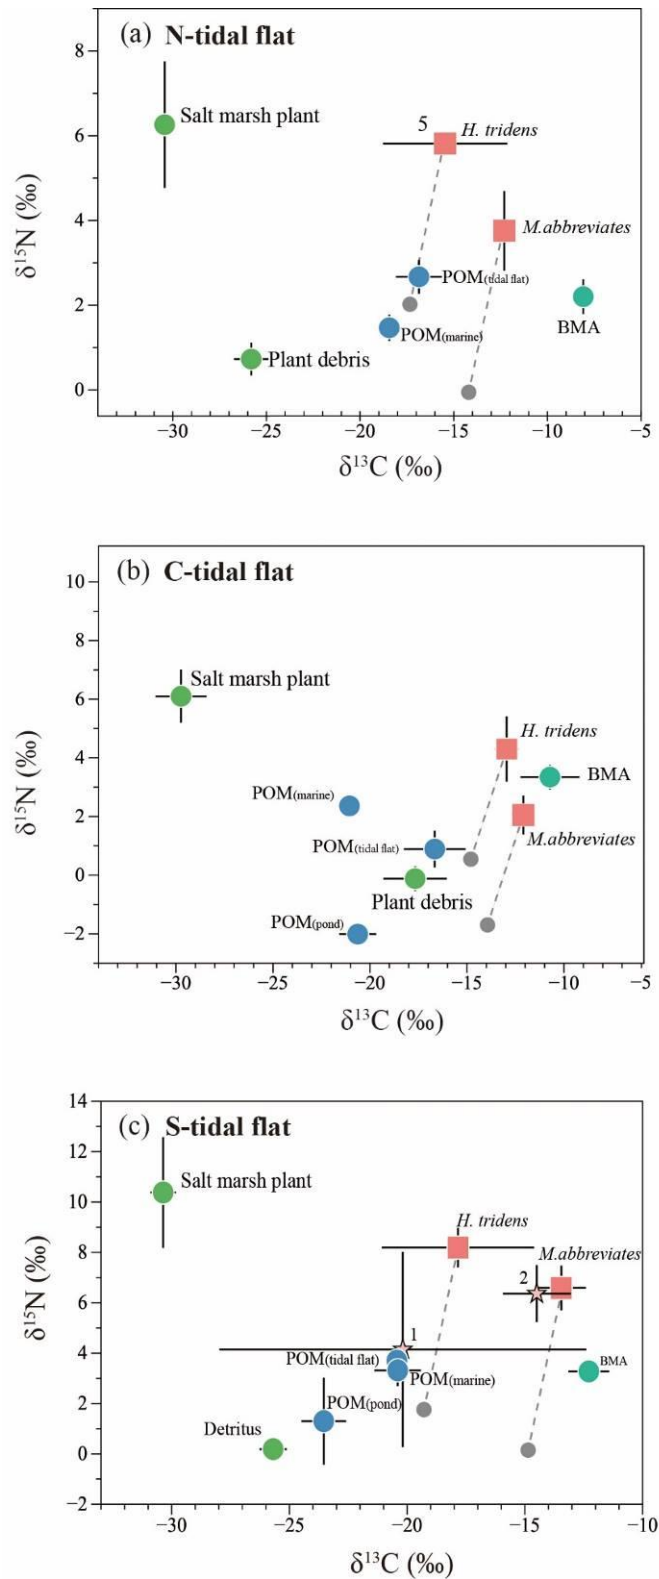 (a) N-tidal flat
8
6
4
2
0
δ15N (‰)
Salt marsh plant
5
H. tridens
M.abbreviates
POM(tidal flat)
POM(marine)
BMA
Plant debris
−30 −25 −20 −15 −10 −5
δ13C (‰)
(b) C-tidal flat
10
8
6
4
2
0
−2
δ15N (‰)
Salt marsh plant
H. tridens
BMA
POM(marine)
M.abbreviates
POM(tidal flat)
Plant debris
POM(pond)
−30 −25 −20 −15 −10 −5
δ13C (‰)
(c) S-tidal flat
14
12
10
8
6
4
2
0
−2
δ15N (‰)
Salt marsh plant
H. tridens
M.abbreviates
2
1
POM(tidal flat)
BMA
POM(marine)
POM(pond)
Detritus
−30 −25 −20 −15 −10
δ13C (‰)